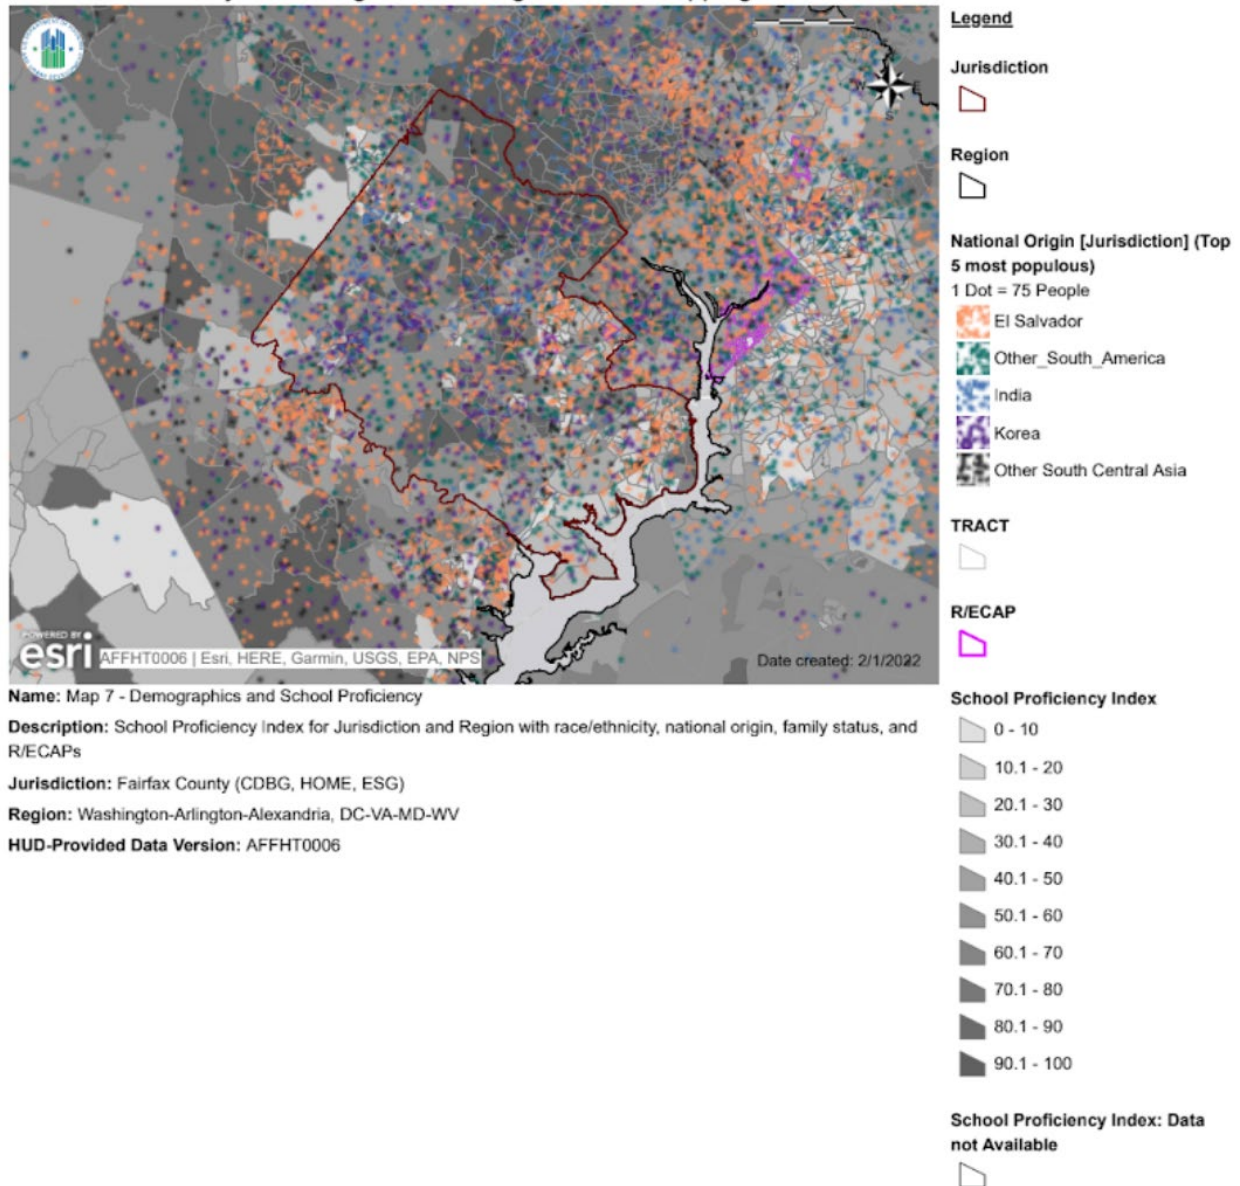 POWERED BY
esri
AFFHT0006 | Esri, HERE, Garmin, USGS, EPA, NPS
Date created: 2/1/2022
Name: Map 7 - Demographics and School Proficiency
Description: School Proficiency Index for Jurisdiction and Region with race/ethnicity, national origin, family status, and
R/ECAPs
Jurisdiction: Fairfax County (CDBG, HOME, ESG)
Region: Washington-Arlington-Alexandria, DC-VA-MD-WV
HUD-Provided Data Version: AFFHT0006
Legend
Jurisdiction
Region
National Origin [Jurisdiction] (Top
5 most populous)
1 Dot = 75 People
El Salvador
Other_South_America
India
Korea
Other South Central Asia
TRACT
R/ECAP
School Proficiency Index
0 - 10
10.1 - 20
20.1 - 30
30.1 - 40
40.1 - 50
50.1 - 60
60.1 - 70
70.1 - 80
80.1 - 90
90.1 - 100
School Proficiency Index: Data
not Available